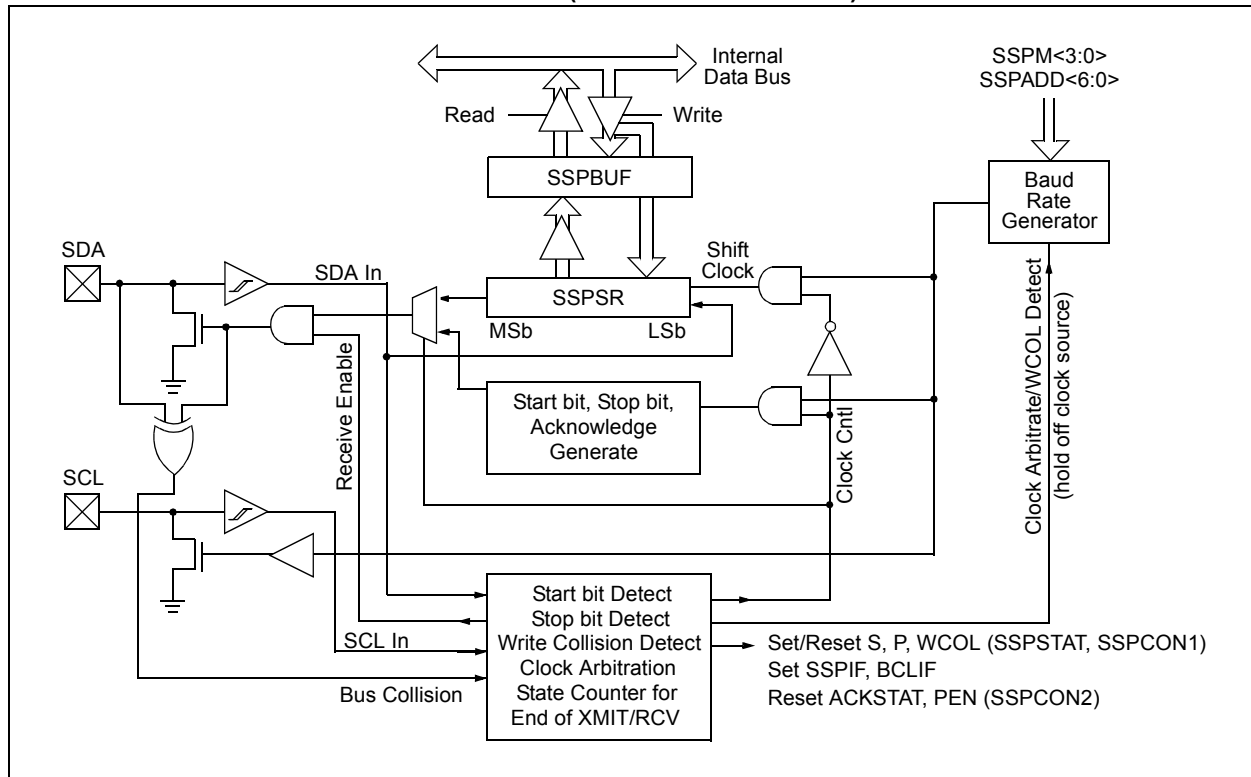 Internal
Data Bus
SSPM<3:0>
SSPADD<6:0>
Read
Write
SSPBUF
Baud
Rate
Generator
SDA
SDA In
Shift
Clock
SSPSR
MSb
LSb
Receive Enable
Start bit, Stop bit,
Acknowledge
Generate
Clock Cntl
Clock Arbitrate/WCOL Detect
(hold off clock source)
SCL
SCL In
Bus Collision
Start bit Detect
Stop bit Detect
Write Collision Detect
Clock Arbitration
State Counter for
End of XMIT/RCV
Set/Reset S, P, WCOL (SSPSTAT, SSPCON1)
Set SSPIF, BCLIF
Reset ACKSTAT, PEN (SSPCON2)